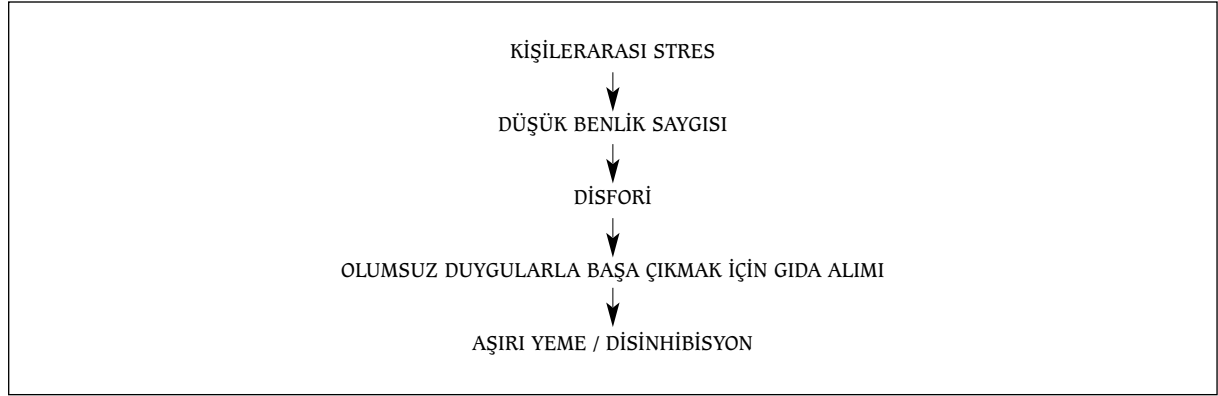 KİŞİLERARASI STRES
DÜŞÜK BENLİK SAYGISI
DİSFORİ
OLUMSUZ DUYGULARLA BAŞA ÇIKMAK İÇİN GIDA ALIMI
AŞIRI YEME / DİSİNHİBİSYON